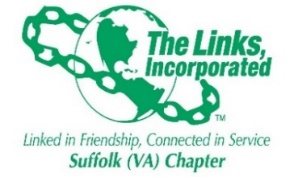 The Links,
Incorporated
TM
Linked in Friendship, Connected in Service
Suffolk (VA) Chapter